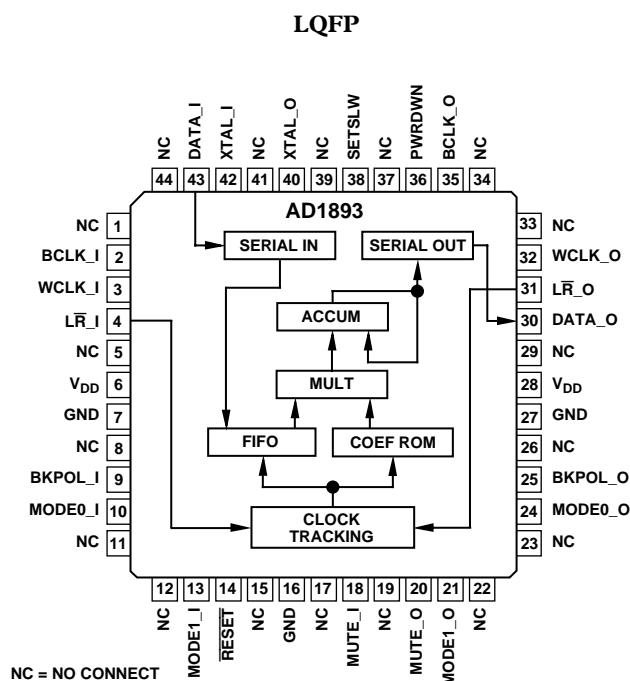 LQFP
NC
DATA_I
XTAL_I
NC
XTAL_O
NC
SETSLW
NC
PWRDWN
BCLK_O
NC
44 43 42 41 40 39 38 37 36 35 34
AD1893
NC 1
BCLK_I 2
WCLK_I 3
LR̅_I 4
NC 5
VDD 6
GND 7
NC 8
BKPOL_I 9
MODE0_I 10
NC 11
SERIAL IN
SERIAL OUT
ACCUM
MULT
FIFO
COEF ROM
CLOCK
TRACKING
33 NC
32 WCLK_O
31 LR̅_O
30 DATA_O
29 NC
28 VDD
27 GND
26 NC
25 BKPOL_O
24 MODE0_O
23 NC
12 13 14 15 16 17 18 19 20 21 22
NC
MODE1_I
R̅E̅S̅E̅T̅
NC
GND
NC
MUTE_I
NC
MUTE_O
MODE1_O
NC
NC = NO CONNECT